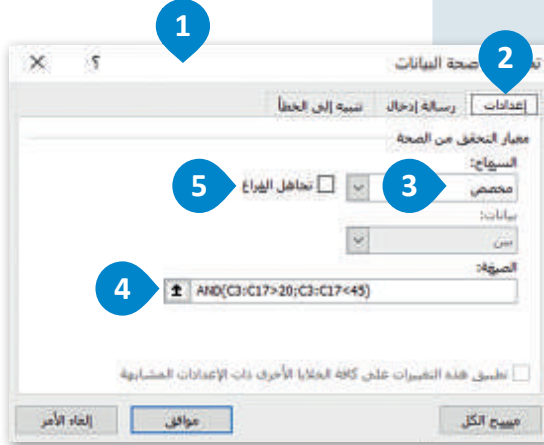 1
2
صحة البيانات
؟ ×
إعدادات رسالة إدخال تنبيه إلى الخطأ
معيار التحقق من الصحة
السماح:
3 مخصص
5 تجاهل الفراغ
بيانات:
بين
الصيغة:
4 AND(C3:C17>20;C3:C17<45)
تطبيق هذه التغييرات على كافة الخلايا الأخرى ذات الإعدادات المشابهة
مسح الكل موافق إلغاء الأمر